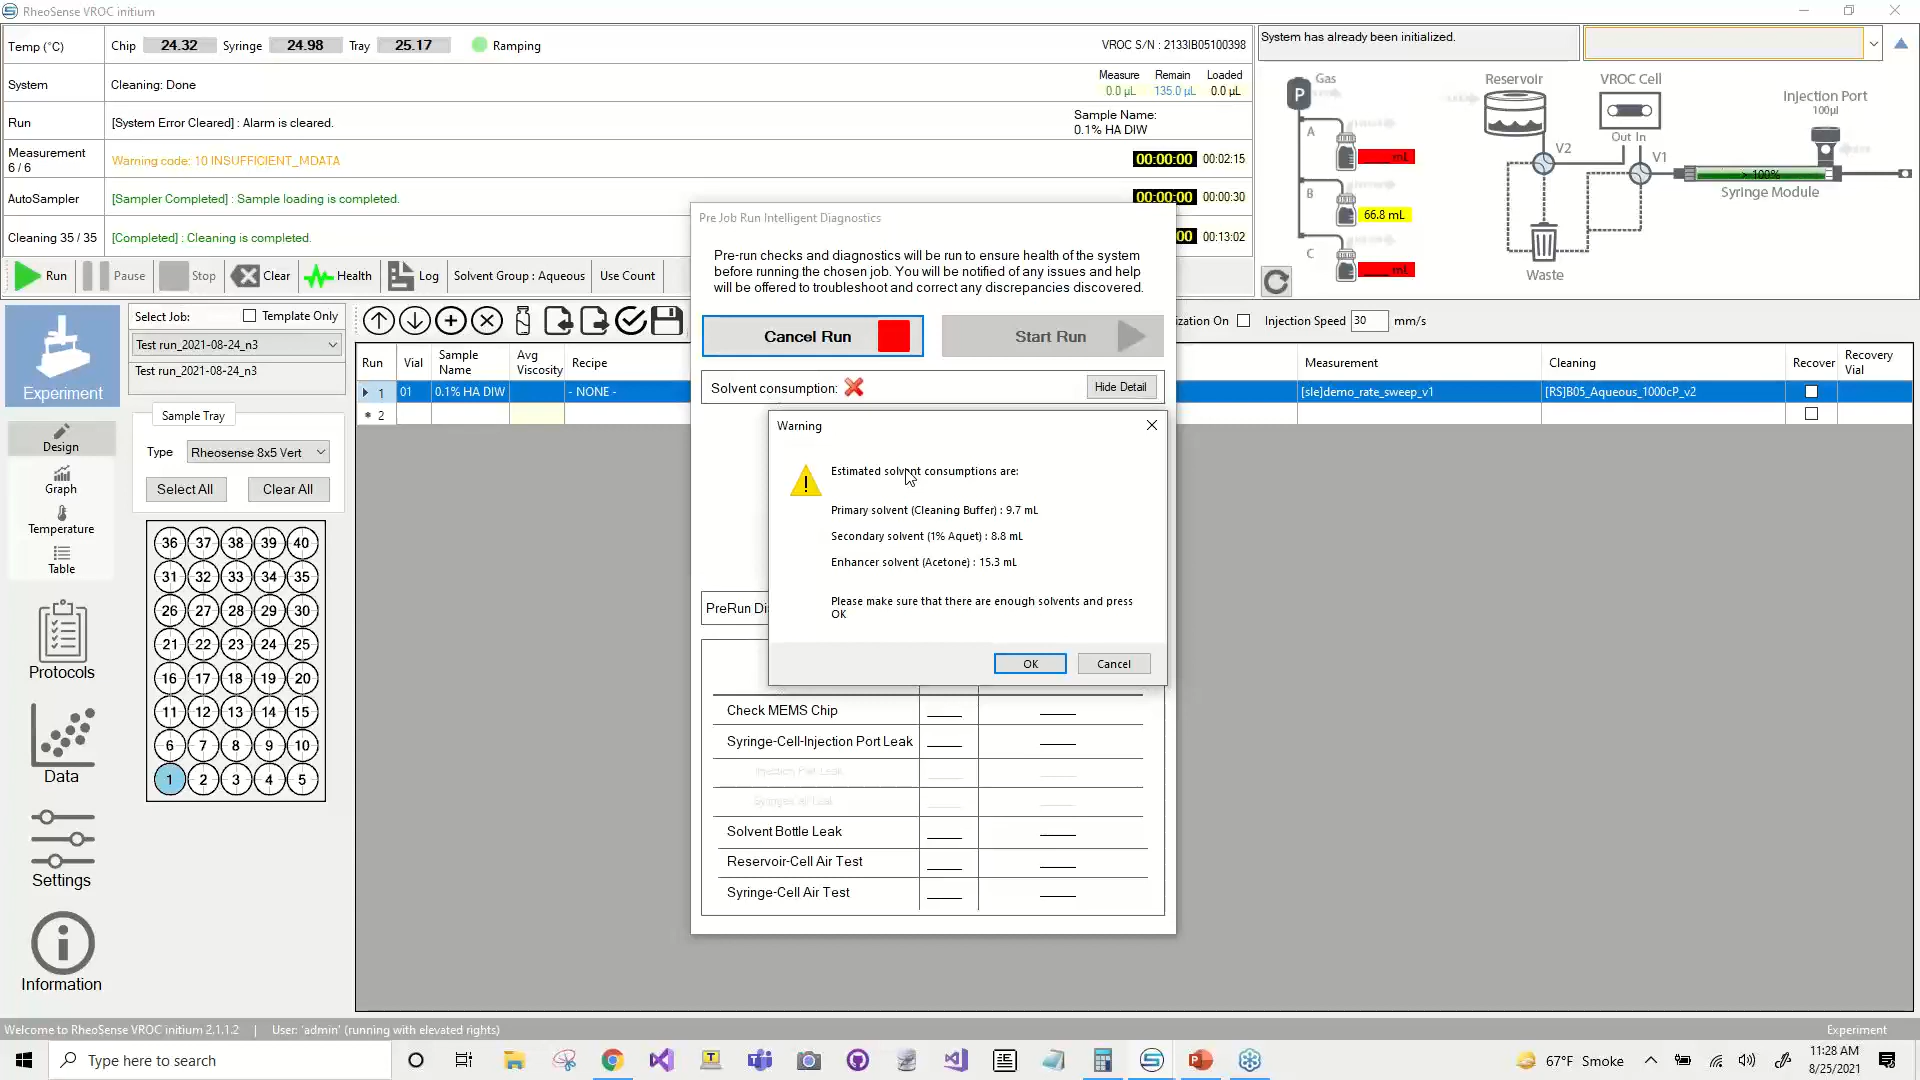 RheoSense VROC initium
Temp (°C) Chip 24.32 Syringe 24.98 Tray 25.17 Ramping VROC S/N : 2133IB05100398
System has already been initialized.
System Cleaning: Done
Measure Remain Loaded
0.0 µL 135.0 µL 0.0 µL
Run [System Error Cleared] : Alarm is cleared.
Sample Name:
0.1% HA DIW
Measurement
6 / 6
Warning code: 10 INSUFFICIENT_MDATA 00:00:00 00:02:15
AutoSampler [Sampler Completed] : Sample loading is completed. 00:00:00 00:00:30
Cleaning 35 / 35 [Completed] : Cleaning is completed. 00 00:13:02
Gas
P
A
mL
B
66.8 mL
C
mL
Reservoir
VROC Cell
Out In
V2
V1
Injection Port
100µl
> 100%
Syringe Module
Waste
Run Pause Stop Clear Health Log Solvent Group : Aqueous Use Count
Experiment
Design
Graph
Temperature
Table
Protocols
Data
Settings
Information
Select Job: Template Only
Test run_2021-08-24_n3
Test run_2021-08-24_n3
Sample Tray
Type Rheosense 8x5 Vert
Select All Clear All
36 37 38 39 40
31 32 33 34 35
26 27 28 29 30
21 22 23 24 25
16 17 18 19 20
11 12 13 14 15
6 7 8 9 10
1 2 3 4 5
ization On Injection Speed 30 mm/s
Run Vial Sample Name Avg Viscosity Recipe Measurement Cleaning Recover Recovery Vial
1 01 0.1% HA DIW - NONE - [sle]demo_rate_sweep_v1 [RS]B05_Aqueous_1000cP_v2
* 2
Pre Job Run Intelligent Diagnostics
Pre-run checks and diagnostics will be run to ensure health of the system
before running the chosen job. You will be notified of any issues and help
will be offered to troubleshoot and correct any discrepancies discovered.
Cancel Run Start Run
Solvent consumption: Hide Detail
PreRun Di
Warning
Estimated solvent consumptions are:
Primary solvent (Cleaning Buffer) : 9.7 mL
Secondary solvent (1% Aquet) : 8.8 mL
Enhancer solvent (Acetone) : 15.3 mL
Please make sure that there are enough solvents and press
OK
OK Cancel
Check MEMS Chip
Syringe-Cell-Injection Port Leak
Injection Port Leak
Solvent Bottle Leak
Reservoir-Cell Air Test
Syringe-Cell Air Test
Welcome to RheoSense VROC initium 2.1.1.2 | User: 'admin' (running with elevated rights) Experiment
Type here to search
67°F Smoke
11:28 AM
8/25/2021